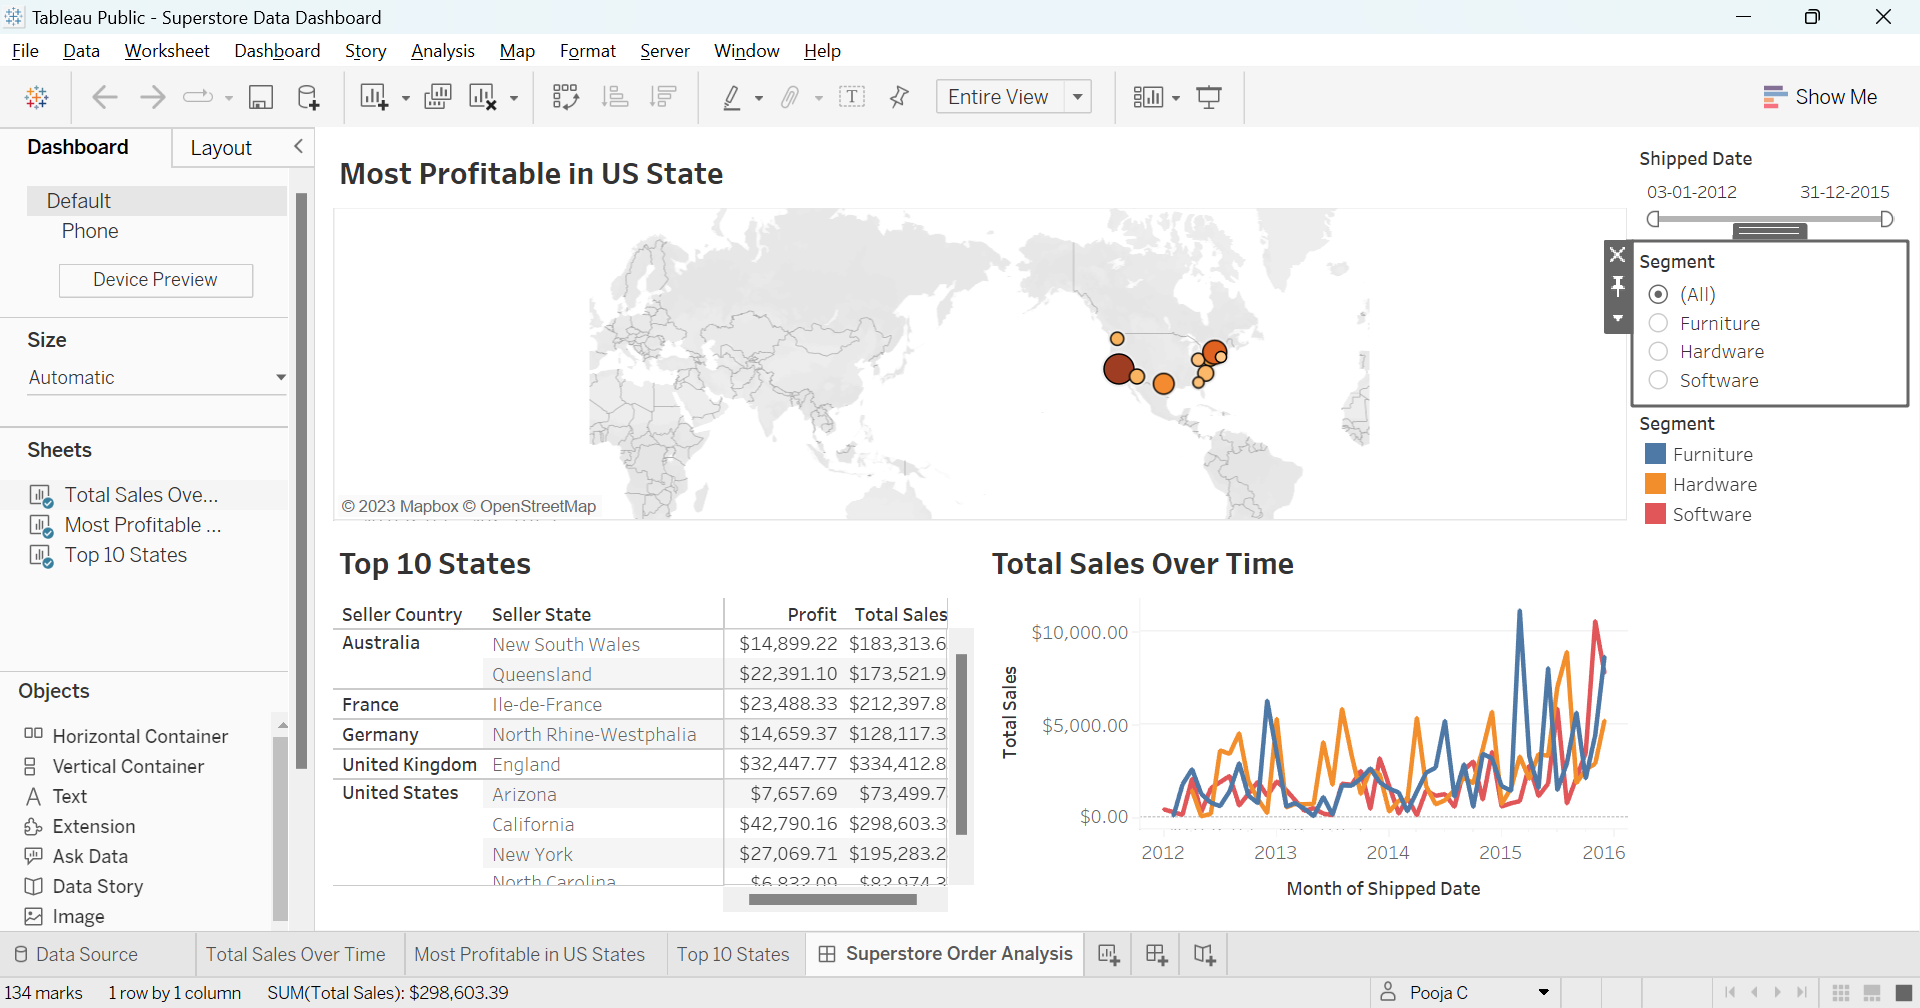 Tableau Public - Superstore Data Dashboard
File Data Worksheet Dashboard Story Analysis Map Format Server Window Help
Entire View
Show Me
Dashboard
Layout
Default
Phone
Device Preview
Size
Automatic
Sheets
Total Sales Ove...
Most Profitable ...
Top 10 States
Objects
Horizontal Container
Vertical Container
Text
Extension
Ask Data
Data Story
Image
Most Profitable in US State
© 2023 Mapbox © OpenStreetMap
Shipped Date
03-01-2012 31-12-2015
Segment
(All)
Furniture
Hardware
Software
Segment
Furniture
Hardware
Software
Top 10 States
Seller Country Seller State Profit Total Sales
Australia New South Wales $14,899.22 $183,313.6
Queensland $22,391.10 $173,521.9
France Ile-de-France $23,488.33 $212,397.8
Germany North Rhine-Westphalia $14,659.37 $128,117.3
United Kingdom England $32,447.77 $334,412.8
United States Arizona $7,657.69 $73,499.7
California $42,790.16 $298,603.3
New York $27,069.71 $195,283.2
North Carolina $6,832.09 $82,974.3
Total Sales Over Time
Total Sales
$10,000.00
$5,000.00
$0.00
2012 2013 2014 2015 2016
Month of Shipped Date
Data Source Total Sales Over Time Most Profitable in US States Top 10 States Superstore Order Analysis
134 marks 1 row by 1 column SUM(Total Sales): $298,603.39 Pooja C